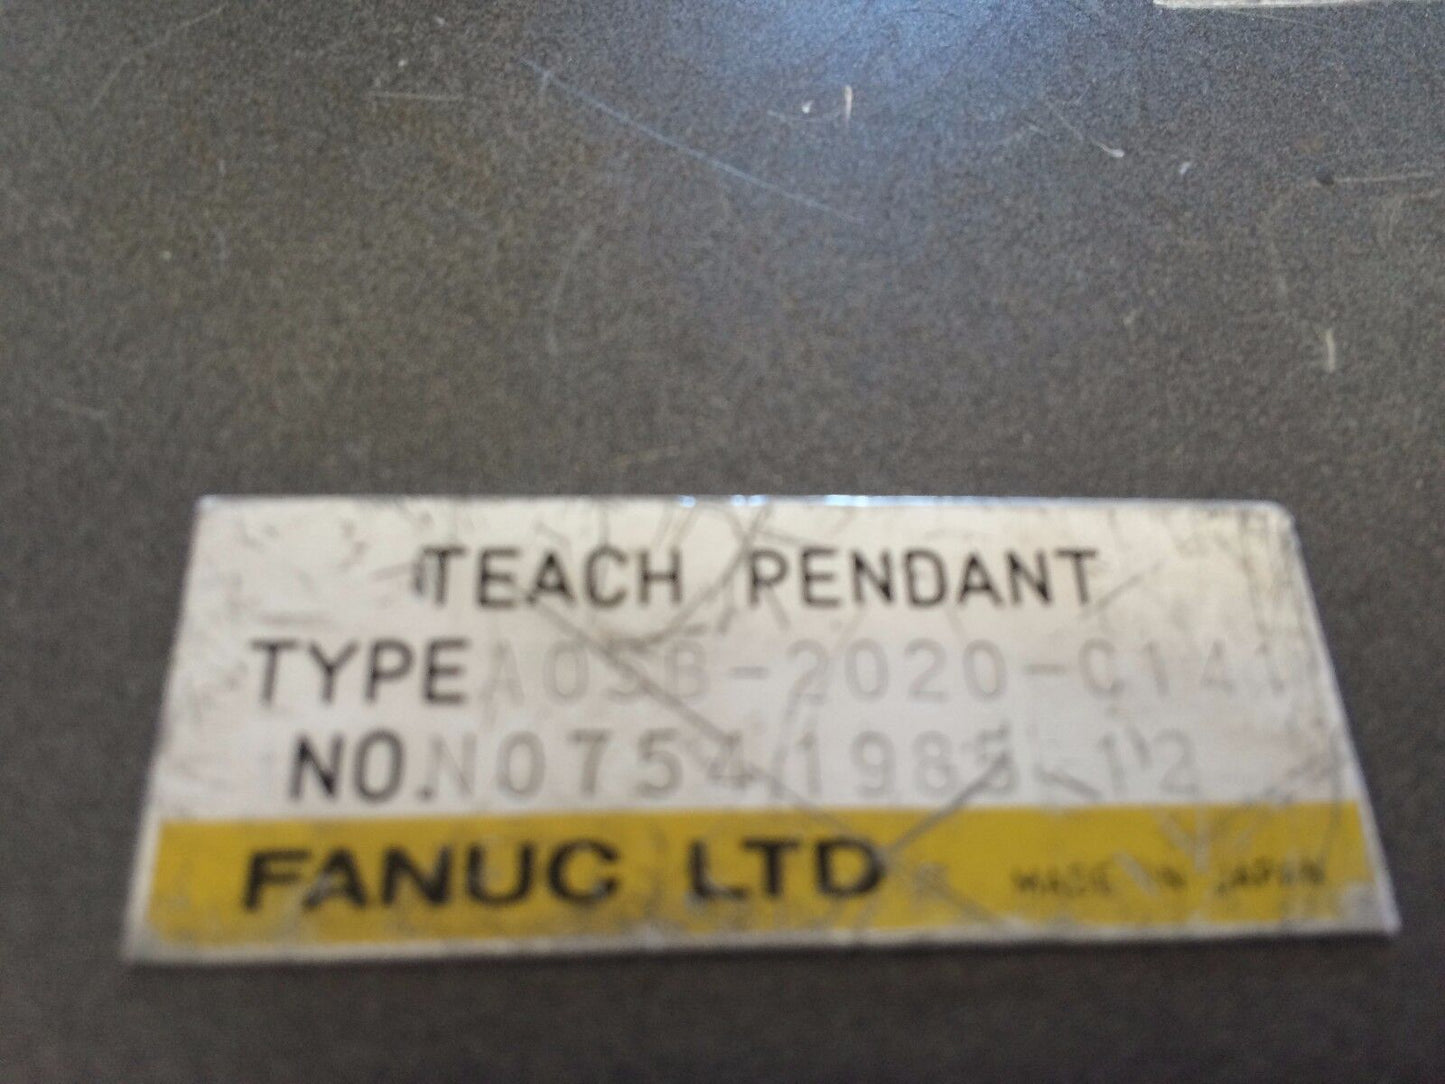 TEACH PENDANT
TYPE A05B-2020-C141
NO. N0754 1985-12
FANUC LTD MADE IN JAPAN